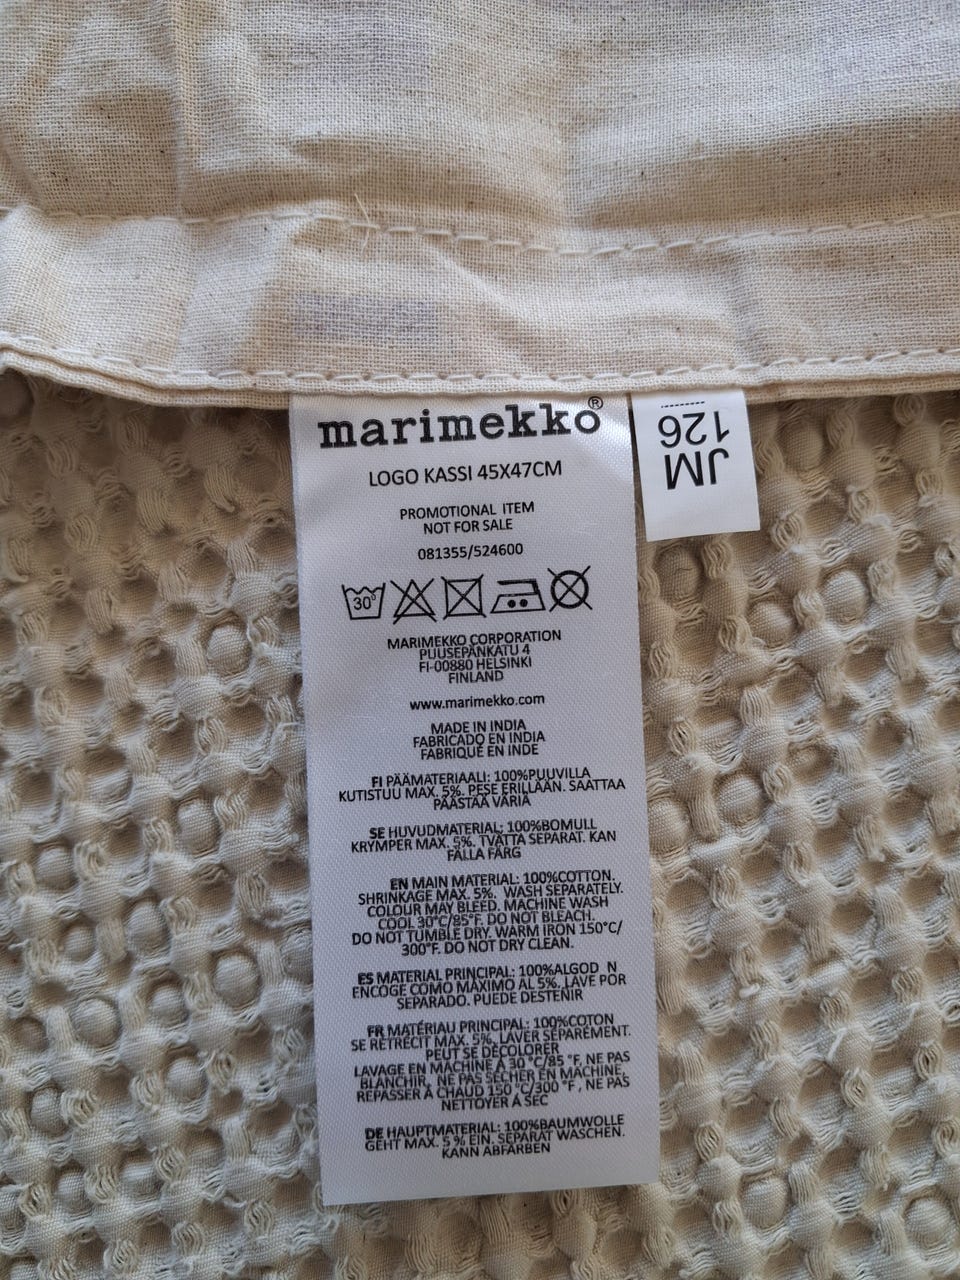 marimekko®
LOGO KASSI 45X47CM
PROMOTIONAL ITEM
NOT FOR SALE
081355/524600
30°
MARIMEKKO CORPORATION
PUUSEPÄNKATU 4
FI-00880 HELSINKI
FINLAND
www.marimekko.com
MADE IN INDIA
FABRICADO EN INDIA
FABRIQUÉ EN INDE
FI PÄÄMATERIAALI: 100%PUUVILLA
KUTISTUU MAX. 5%. PESE ERILLÄÄN. SAATTAA
PÄÄSTÄÄ VÄRIÄ
SE HUVUDMATERIAL: 100%BOMULL
KRYMPER MAX. 5%. TVÄTTA SEPARAT. KAN
FÄLLA FÄRG
EN MAIN MATERIAL: 100%COTTON.
SHRINKAGE MAX. 5%. WASH SEPARATELY.
COLOUR MAY BLEED. MACHINE WASH
COOL 30°C/85°F. DO NOT BLEACH.
DO NOT TUMBLE DRY. WARM IRON 150°C/
300°F. DO NOT DRY CLEAN.
ES MATERIAL PRINCIPAL: 100%ALGOD N
ENCOGE COMO MÁXIMO AL 5%. LAVE POR
SEPARADO. PUEDE DESTEÑIR
FR MATÉRIAU PRINCIPAL: 100%COTON
SE RÉTRÉCIT MAX. 5%. LAVER SÉPARÉMENT.
PEUT SE DÉCOLORER
LAVAGE EN MACHINE À 30 °C/85 °F, NE PAS
BLANCHIR, NE PAS SÉCHER EN MACHINE,
REPASSER À CHAUD 150 °C/300 °F, NE PAS
NETTOYER À SEC
DE HAUPTMATERIAL: 100%BAUMWOLLE
GEHT MAX. 5 % EIN. SEPARAT WASCHEN.
KANN ABFÄRBEN
JM
126